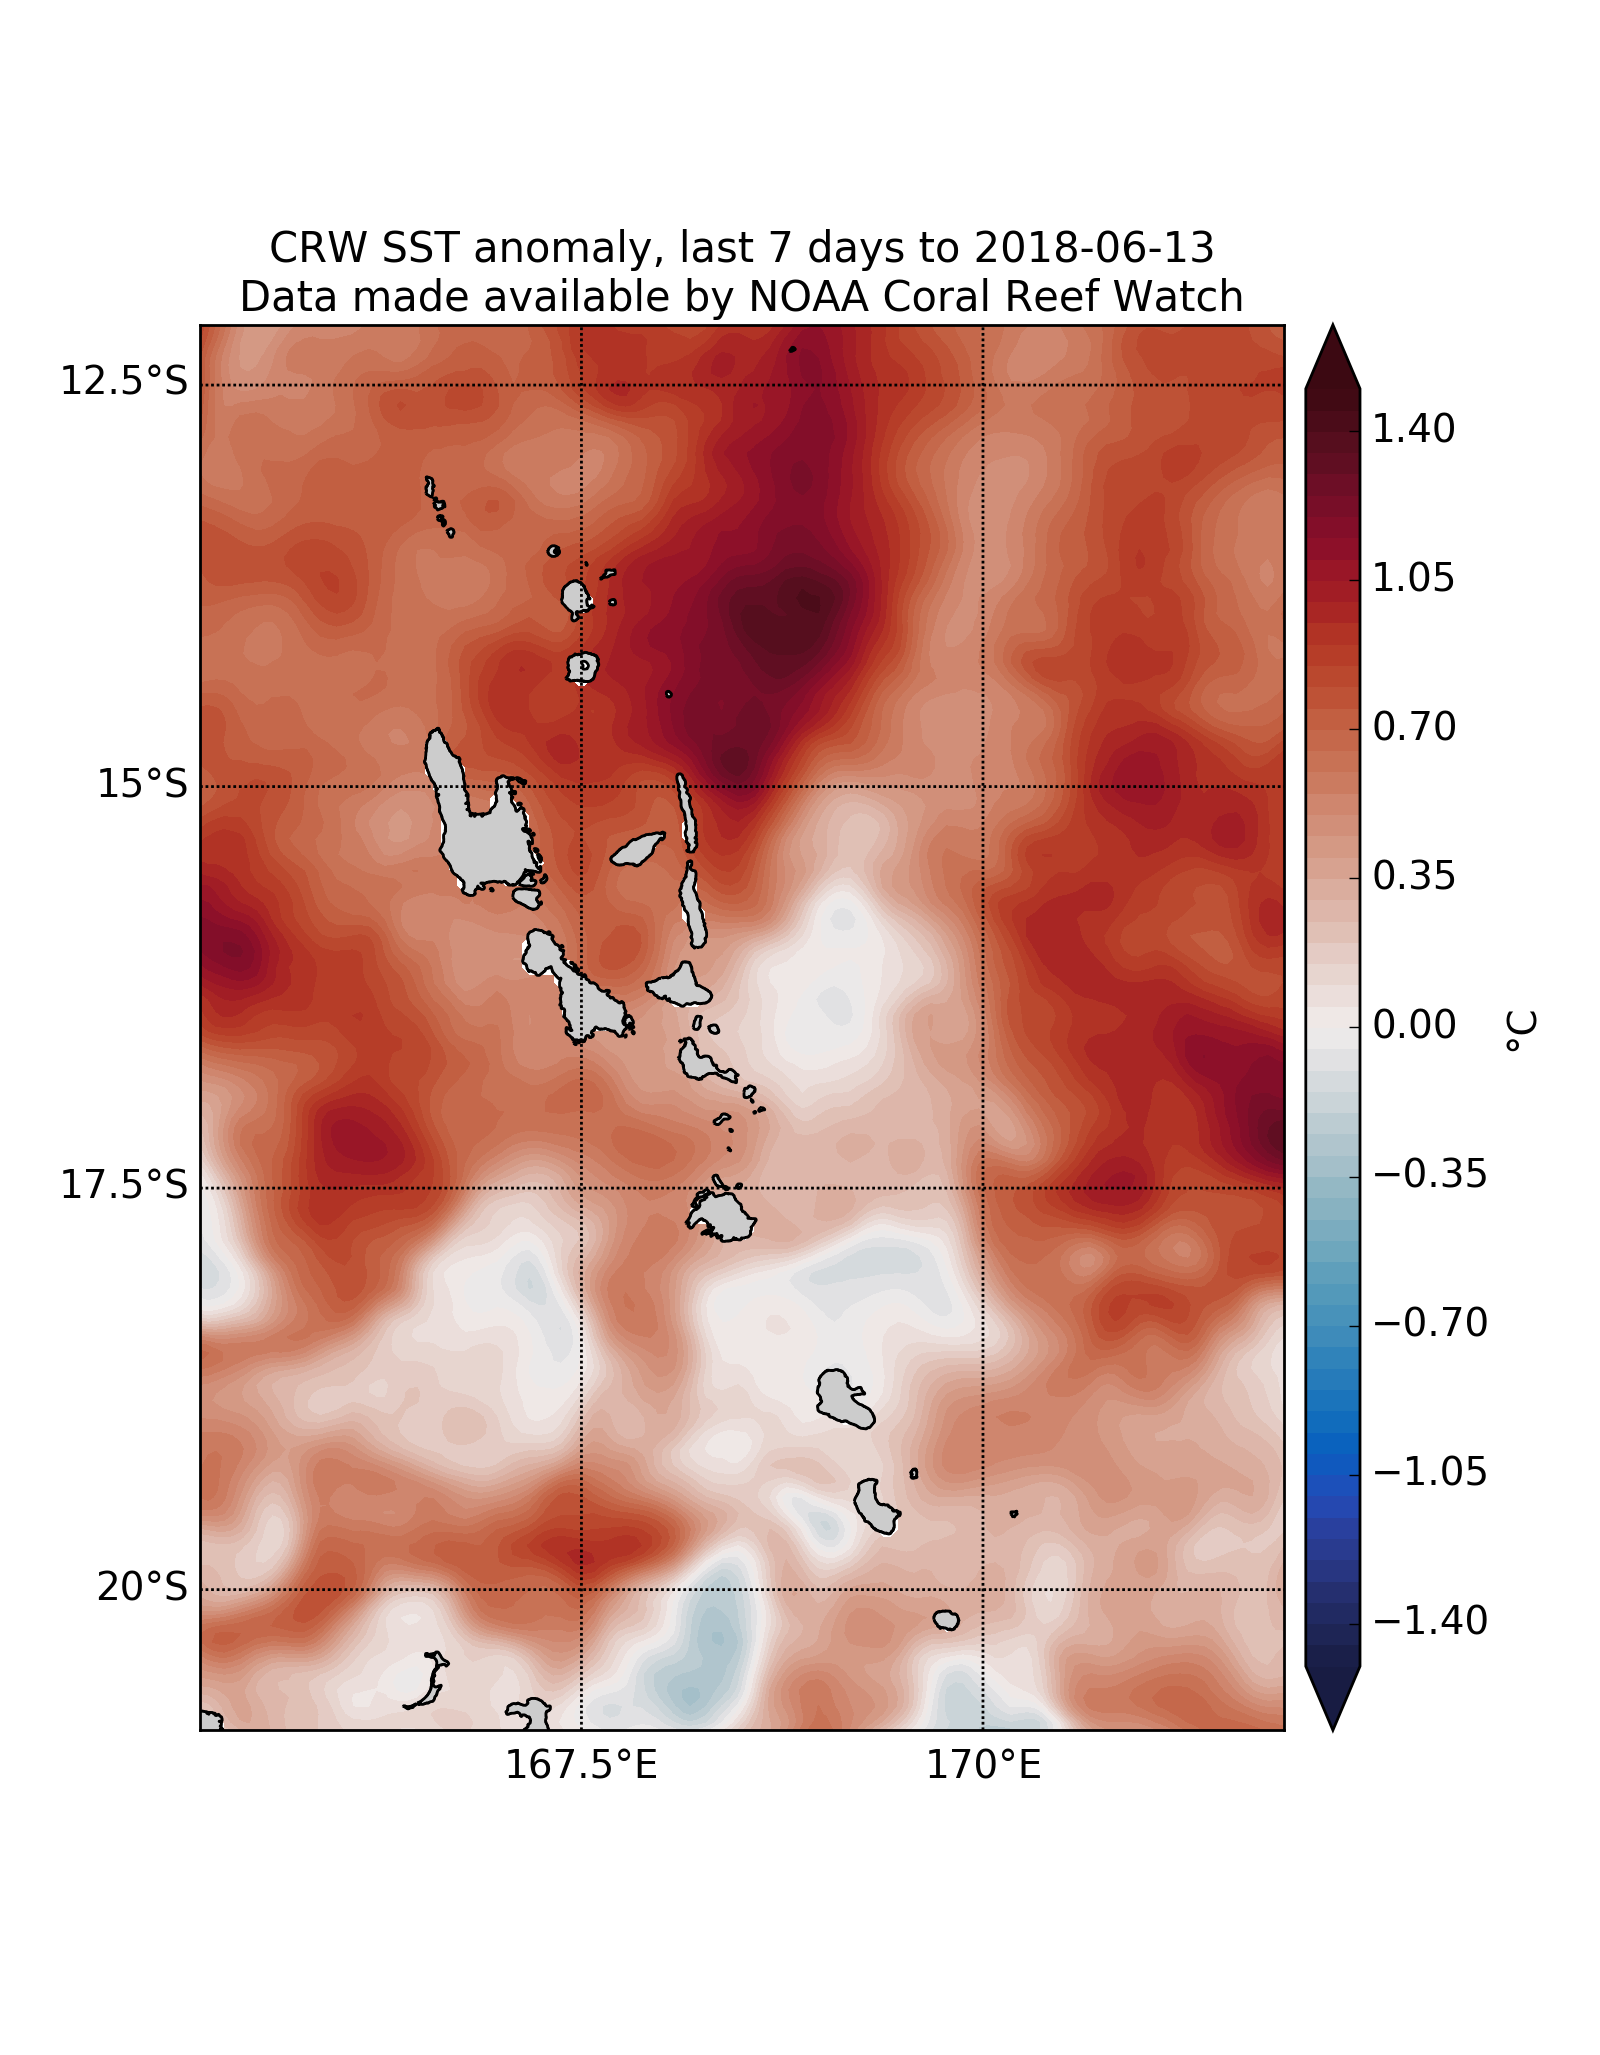 CRW SST anomaly, last 7 days to 2018-06-13
Data made available by NOAA Coral Reef Watch
12.5°S
15°S
17.5°S
20°S
167.5°E
170°E
1.40
1.05
0.70
0.35
0.00
−0.35
−0.70
−1.05
−1.40
°C